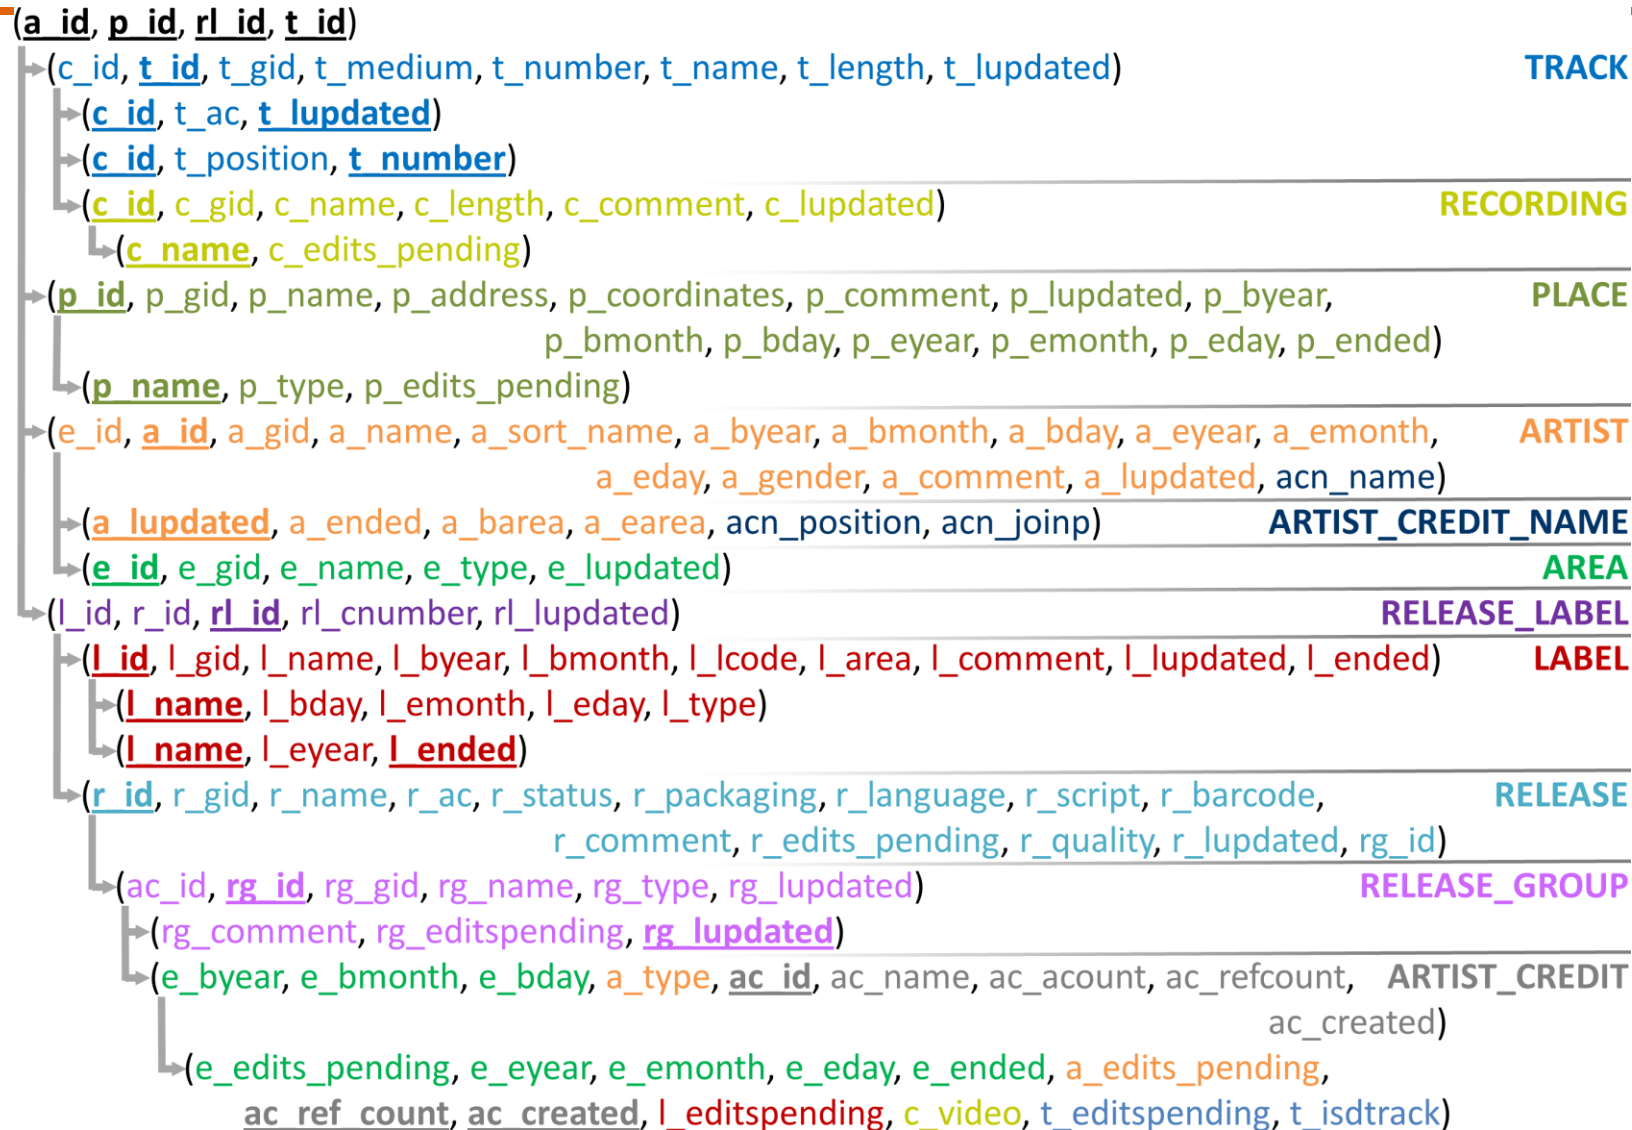 (a_id, p_id, rl_id, t_id)
(c_id, t_id, t_gid, t_medium, t_number, t_name, t_length, t_lupdated) TRACK
(c_id, t_ac, t_lupdated)
(c_id, t_position, t_number)
(c_id, c_gid, c_name, c_length, c_comment, c_lupdated) RECORDING
(c_name, c_edits_pending)
(p_id, p_gid, p_name, p_address, p_coordinates, p_comment, p_lupdated, p_byear, PLACE
p_bmonth, p_bday, p_eyear, p_emonth, p_eday, p_ended)
(p_name, p_type, p_edits_pending)
(e_id, a_id, a_gid, a_name, a_sort_name, a_byear, a_bmonth, a_bday, a_eyear, a_emonth, ARTIST
a_eday, a_gender, a_comment, a_lupdated, acn_name)
(a_lupdated, a_ended, a_barea, a_earea, acn_position, acn_joinp) ARTIST_CREDIT_NAME
(e_id, e_gid, e_name, e_type, e_lupdated) AREA
(l_id, r_id, rl_id, rl_cnumber, rl_lupdated) RELEASE_LABEL
(l_id, l_gid, l_name, l_byear, l_bmonth, l_lcode, l_area, l_comment, l_lupdated, l_ended) LABEL
(l_name, l_bday, l_emonth, l_eday, l_type)
(l_name, l_eyear, l_ended)
(r_id, r_gid, r_name, r_ac, r_status, r_packaging, r_language, r_script, r_barcode, RELEASE
r_comment, r_edits_pending, r_quality, r_lupdated, rg_id)
(ac_id, rg_id, rg_gid, rg_name, rg_type, rg_lupdated) RELEASE_GROUP
(rg_comment, rg_editspending, rg_lupdated)
(e_byear, e_bmonth, e_bday, a_type, ac_id, ac_name, ac_acount, ac_refcount, ARTIST_CREDIT
ac_created)
(e_edits_pending, e_eyear, e_emonth, e_eday, e_ended, a_edits_pending,
ac_ref_count, ac_created, l_editspending, c_video, t_editspending, t_isdtrack)